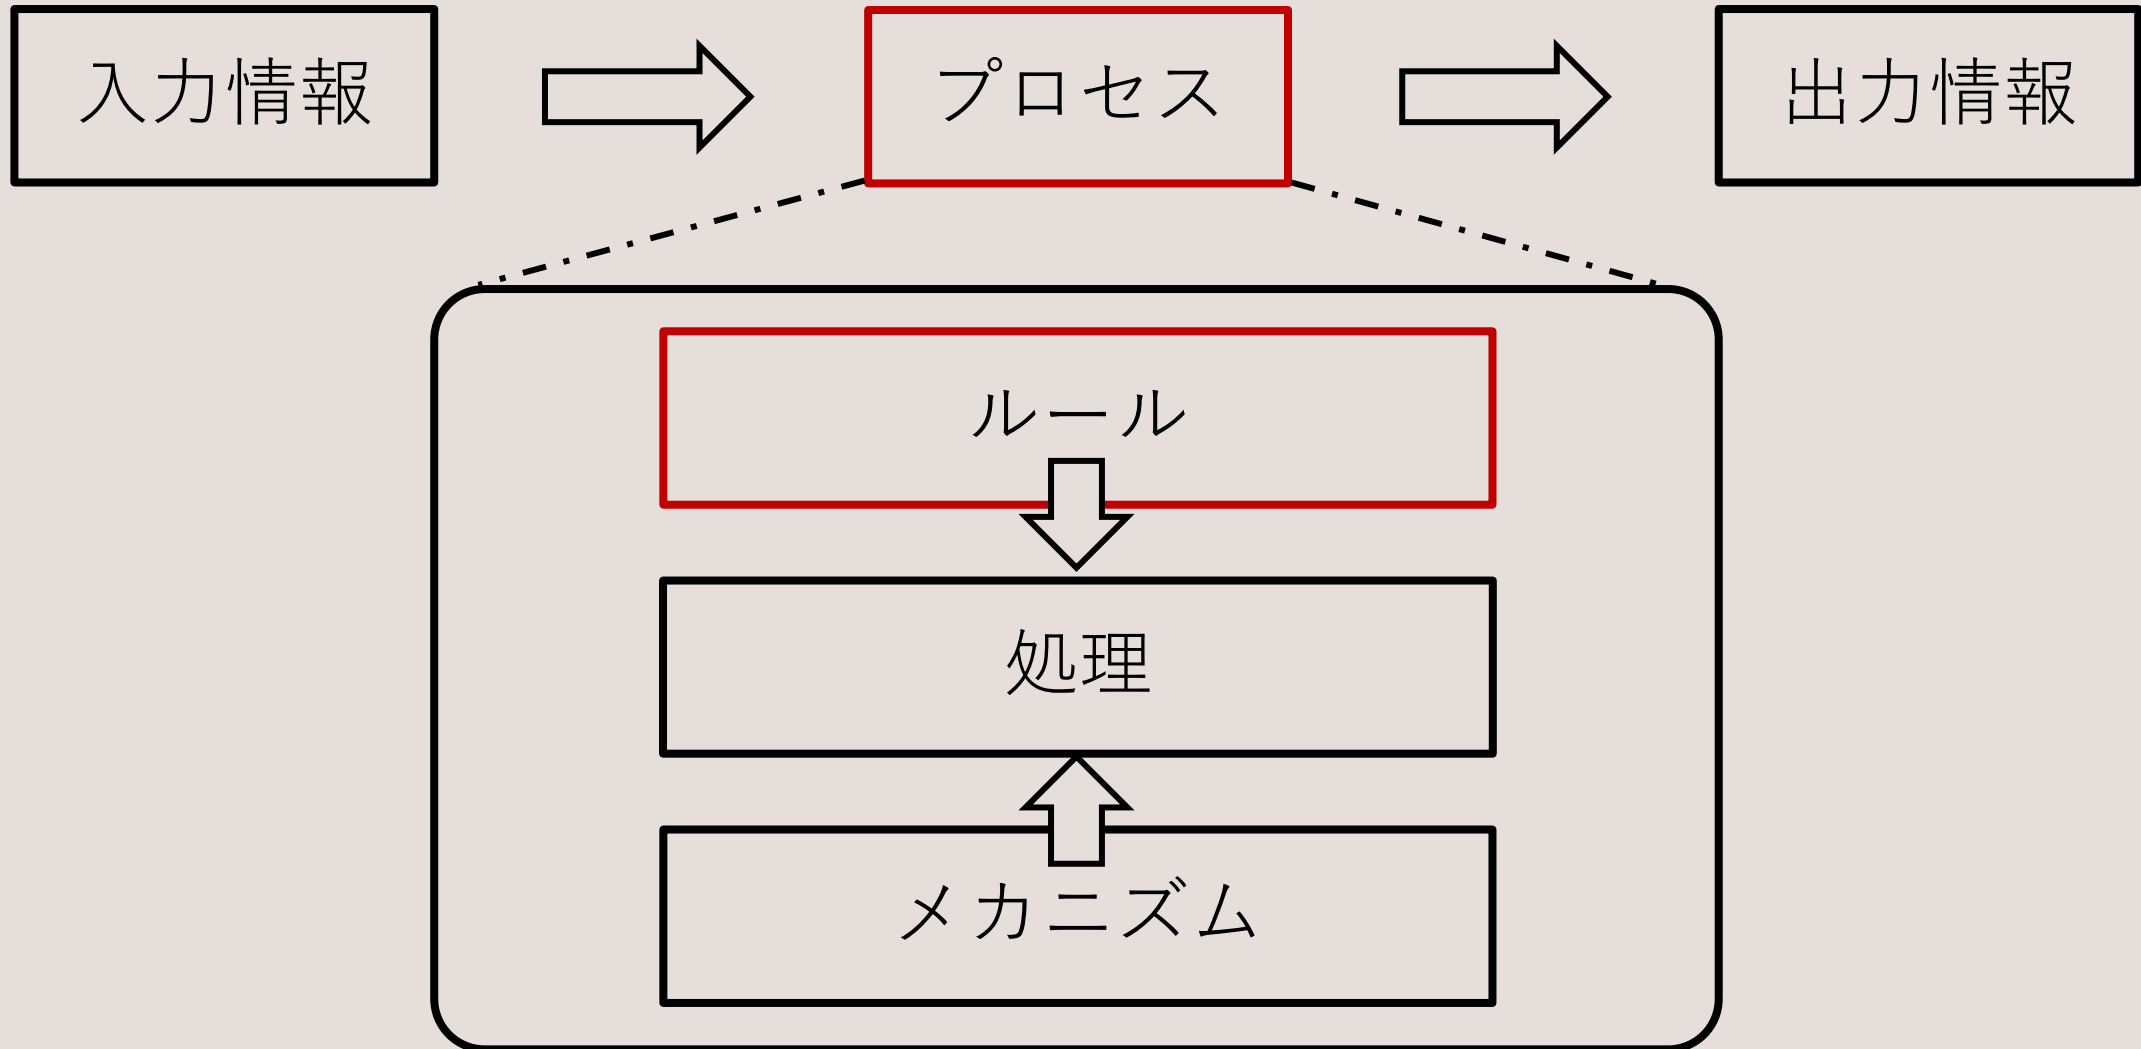 入力情報
プロセス
出力情報
ルール
処理
メカニズム